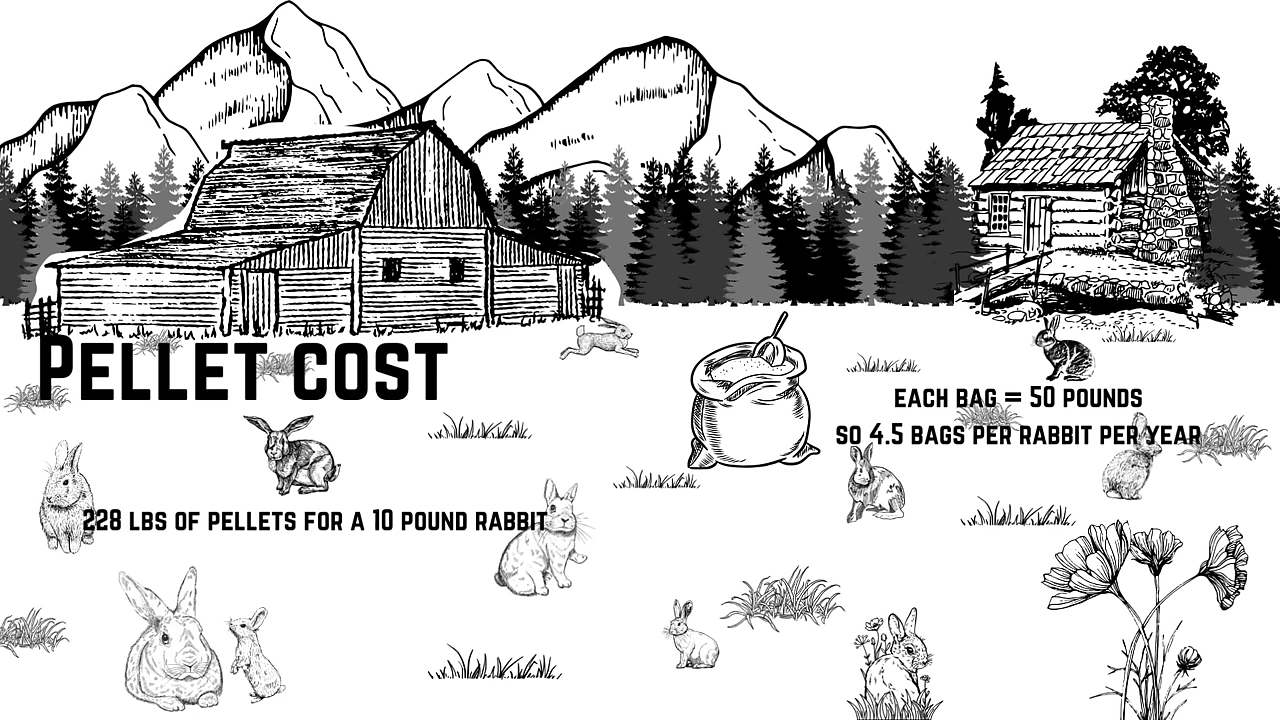 Pellet cost
each bag = 50 pounds
so 4.5 bags per rabbit per year
228 lbs of pellets for a 10 pound rabbit